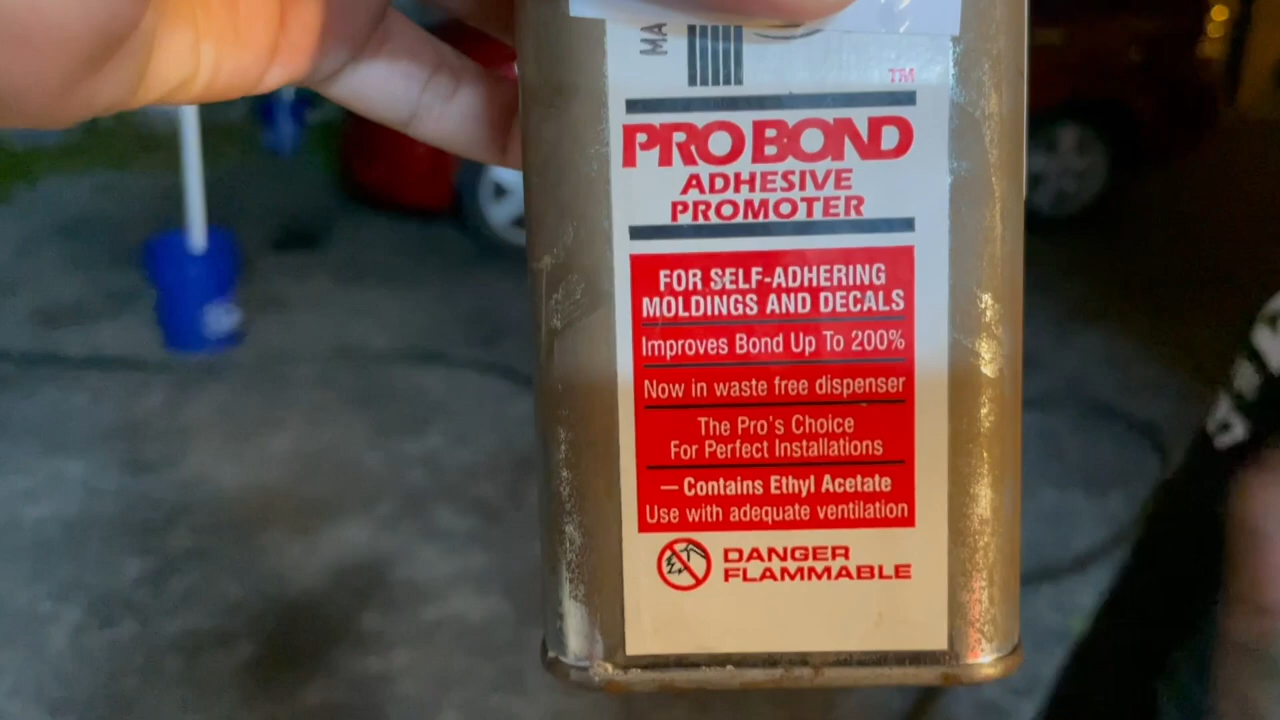 MA
TM
PRO BOND
ADHESIVE
PROMOTER
FOR SELF-ADHERING
MOLDINGS AND DECALS
Improves Bond Up To 200%
Now in waste free dispenser
The Pro's Choice
For Perfect Installations
— Contains Ethyl Acetate
Use with adequate ventilation
DANGER
FLAMMABLE